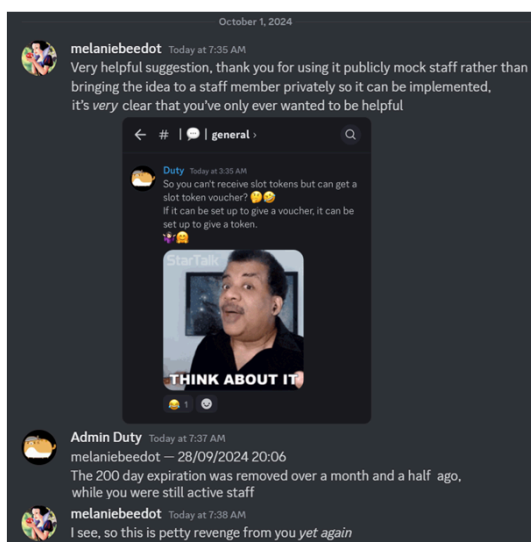 October 1, 2024
melaniebeedot Today at 7:35 AM
Very helpful suggestion, thank you for using it publicly mock staff rather than
bringing the idea to a staff member privately so it can be implemented,
it's very clear that you've only ever wanted to be helpful
← # | 💬 | general ›
Duty Today at 3:35 AM
So you can't receive slot tokens but can get a
slot token voucher? 🤔🤣
If it can be set up to give a voucher, it can be
set up to give a token.
StarTalk
THINK ABOUT IT
😂 1
Admin Duty Today at 7:37 AM
melaniebeedot — 28/09/2024 20:06
The 200 day expiration was removed over a month and a half ago,
while you were still active staff
melaniebeedot Today at 7:38 AM
I see, so this is petty revenge from you yet again